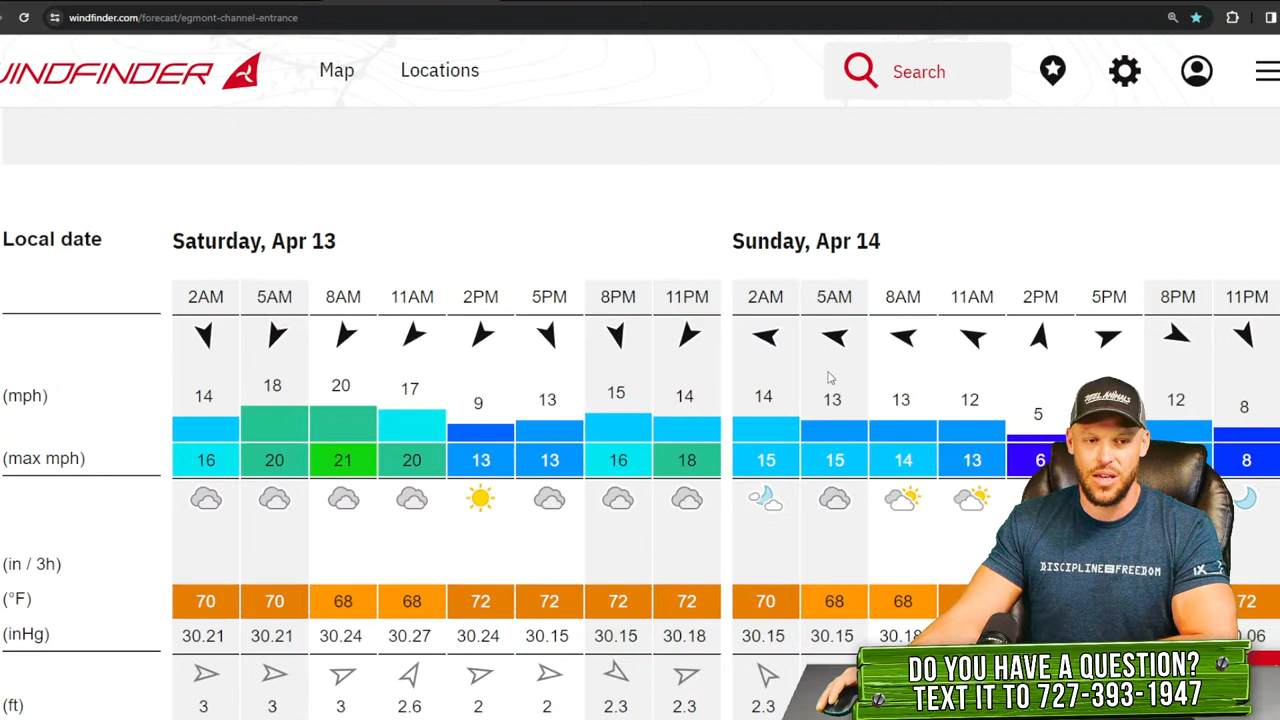 windfinder.com/forecast/egmont-channel-entrance
WINDFINDER
Map
Locations
Search
Local date
Saturday, Apr 13
Sunday, Apr 14
2AM 5AM 8AM 11AM 2PM 5PM 8PM 11PM 2AM 5AM 8AM 11AM 2PM 5PM 8PM 11PM
(mph) 14 18 20 17 9 13 15 14 14 13 13 12 5 12 8
(max mph) 16 20 21 20 13 13 16 18 15 15 14 13 6 8
(in / 3h)
(°F) 70 70 68 68 72 72 72 72 70 68 68 72
(inHg) 30.21 30.21 30.24 30.27 30.24 30.15 30.15 30.18 30.15 30.15
(ft) 3 3 3 2.6 2 2 2.3 2.3 2.3
REEL ANIMALS
DISCIPLINE=FREEDOM
DO YOU HAVE A QUESTION?
TEXT IT TO 727-393-1947